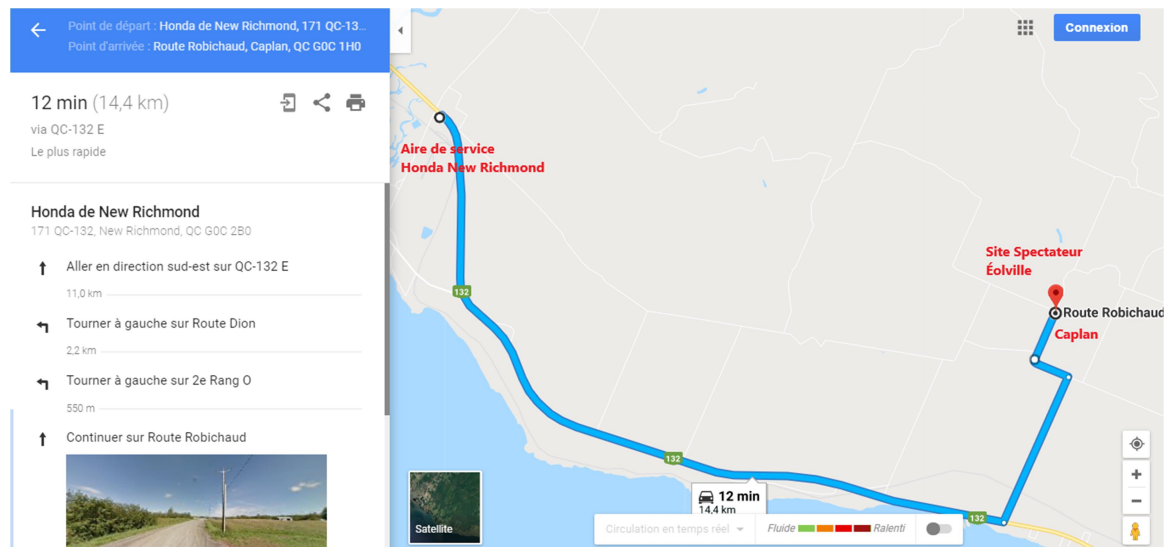 Point de départ : Honda de New Richmond, 171 QC-13...
Point d'arrivée : Route Robichaud, Caplan, QC G0C 1H0
12 min (14,4 km)
via QC-132 E
Le plus rapide
Honda de New Richmond
171 QC-132, New Richmond, QC G0C 2B0
Aller en direction sud-est sur QC-132 E
11,0 km
Tourner à gauche sur Route Dion
2,2 km
Tourner à gauche sur 2e Rang O
550 m
Continuer sur Route Robichaud
Connexion
Aire de service
Honda New Richmond
132
Site Spectateur
Éolville
Route Robichaud
Caplan
132
12 min
14,4 km
132
Satellite
Circulation en temps réel
Fluide
Ralenti